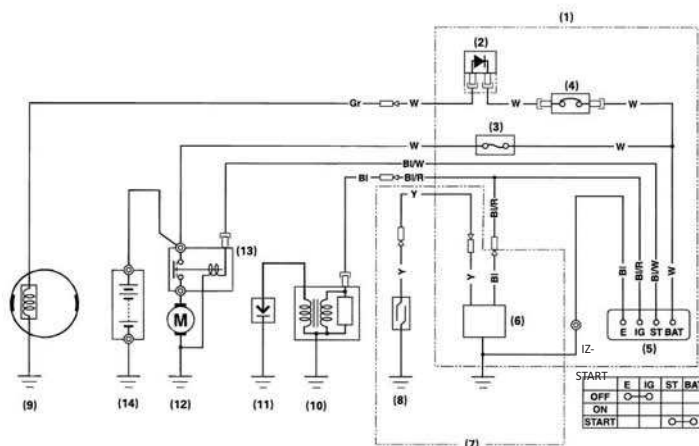 (1)
(2)
Gr W W (4) W
(3)
W W
Bl/W
Bl Bl/R
Y Bl/R
(13)
Y Y Bl Bl Bl/R Bl/W W
M
(6)
E IG ST BAT
(5)
IZ-
START
(9) (14) (12) (11) (10) (8)
E IG ST BAT
OFF
ON
START
(7)